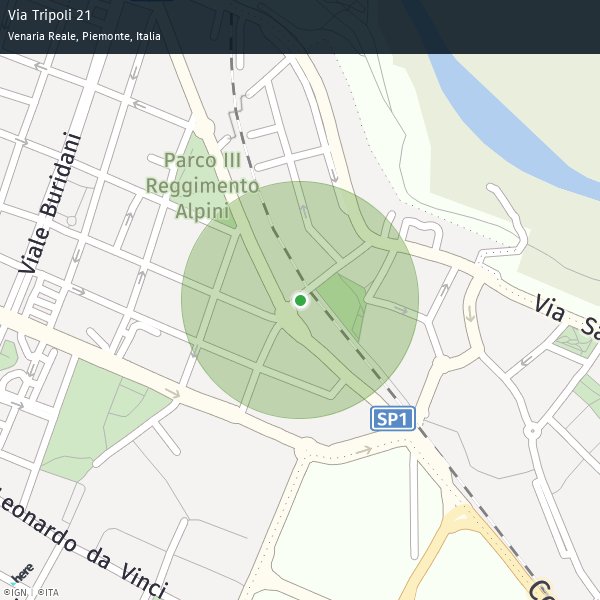 Via Tripoli 21
Venaria Reale, Piemonte, Italia
Parco III
Reggimento
Alpini
Viale Buridani
Via Sa
SP1
Leonardo da Vinci
Co
here
©IGN, | ©ITA